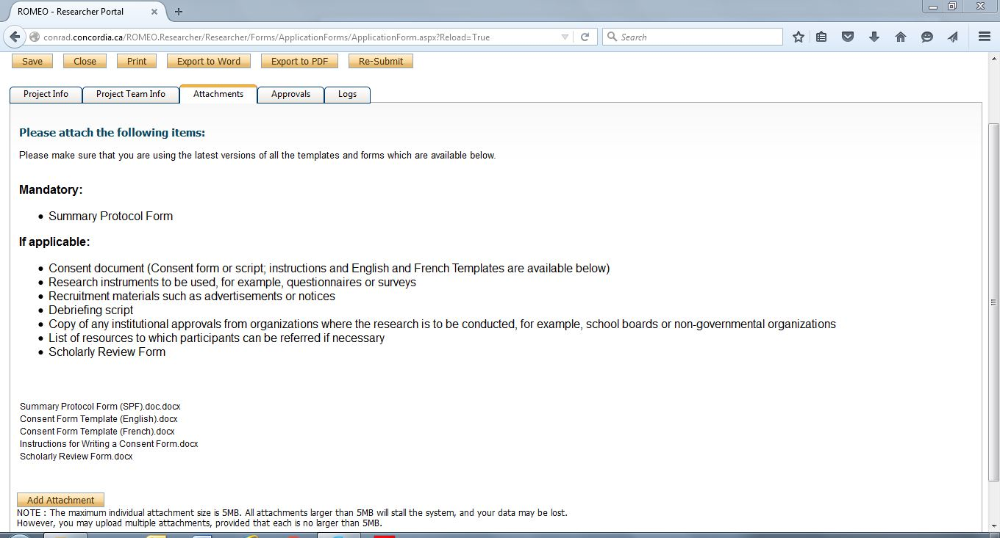 ROMEO - Researcher Portal
conrad.concordia.ca/ROMEO.Researcher/Researcher/Forms/ApplicationForms/ApplicationForm.aspx?Reload=True
Search
Save Close Print Export to Word Export to PDF Re-Submit
Project Info Project Team Info Attachments Approvals Logs
Please attach the following items:
Please make sure that you are using the latest versions of all the templates and forms which are available below.
Mandatory:
• Summary Protocol Form
If applicable:
• Consent document (Consent form or script; instructions and English and French Templates are available below)
• Research instruments to be used, for example, questionnaires or surveys
• Recruitment materials such as advertisements or notices
• Debriefing script
• Copy of any institutional approvals from organizations where the research is to be conducted, for example, school boards or non-governmental organizations
• List of resources to which participants can be referred if necessary
• Scholarly Review Form
Summary Protocol Form (SPF).doc.docx
Consent Form Template (English).docx
Consent Form Template (French).docx
Instructions for Writing a Consent Form.docx
Scholarly Review Form.docx
Add Attachment
NOTE : The maximum individual attachment size is 5MB. All attachments larger than 5MB will stall the system, and your data may be lost.
However, you may upload multiple attachments, provided that each is no larger than 5MB.